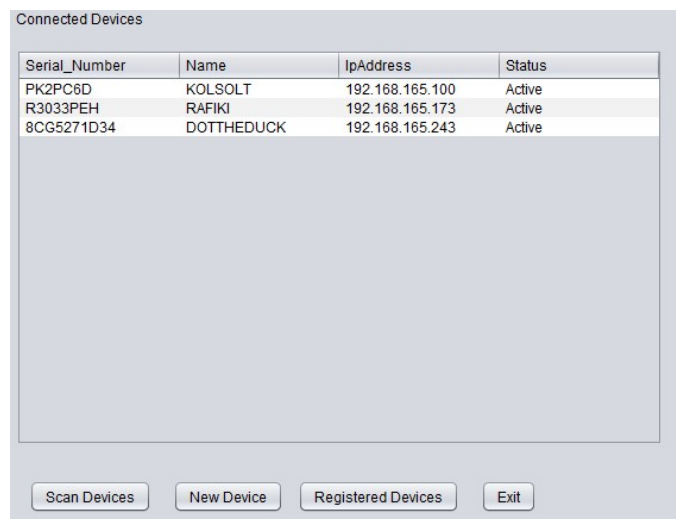 Connected Devices
Serial_Number Name IpAddress Status
PK2PC6D KOLSOLT 192.168.165.100 Active
R3033PEH RAFIKI 192.168.165.173 Active
8CG5271D34 DOTTHEDUCK 192.168.165.243 Active
Scan Devices New Device Registered Devices Exit